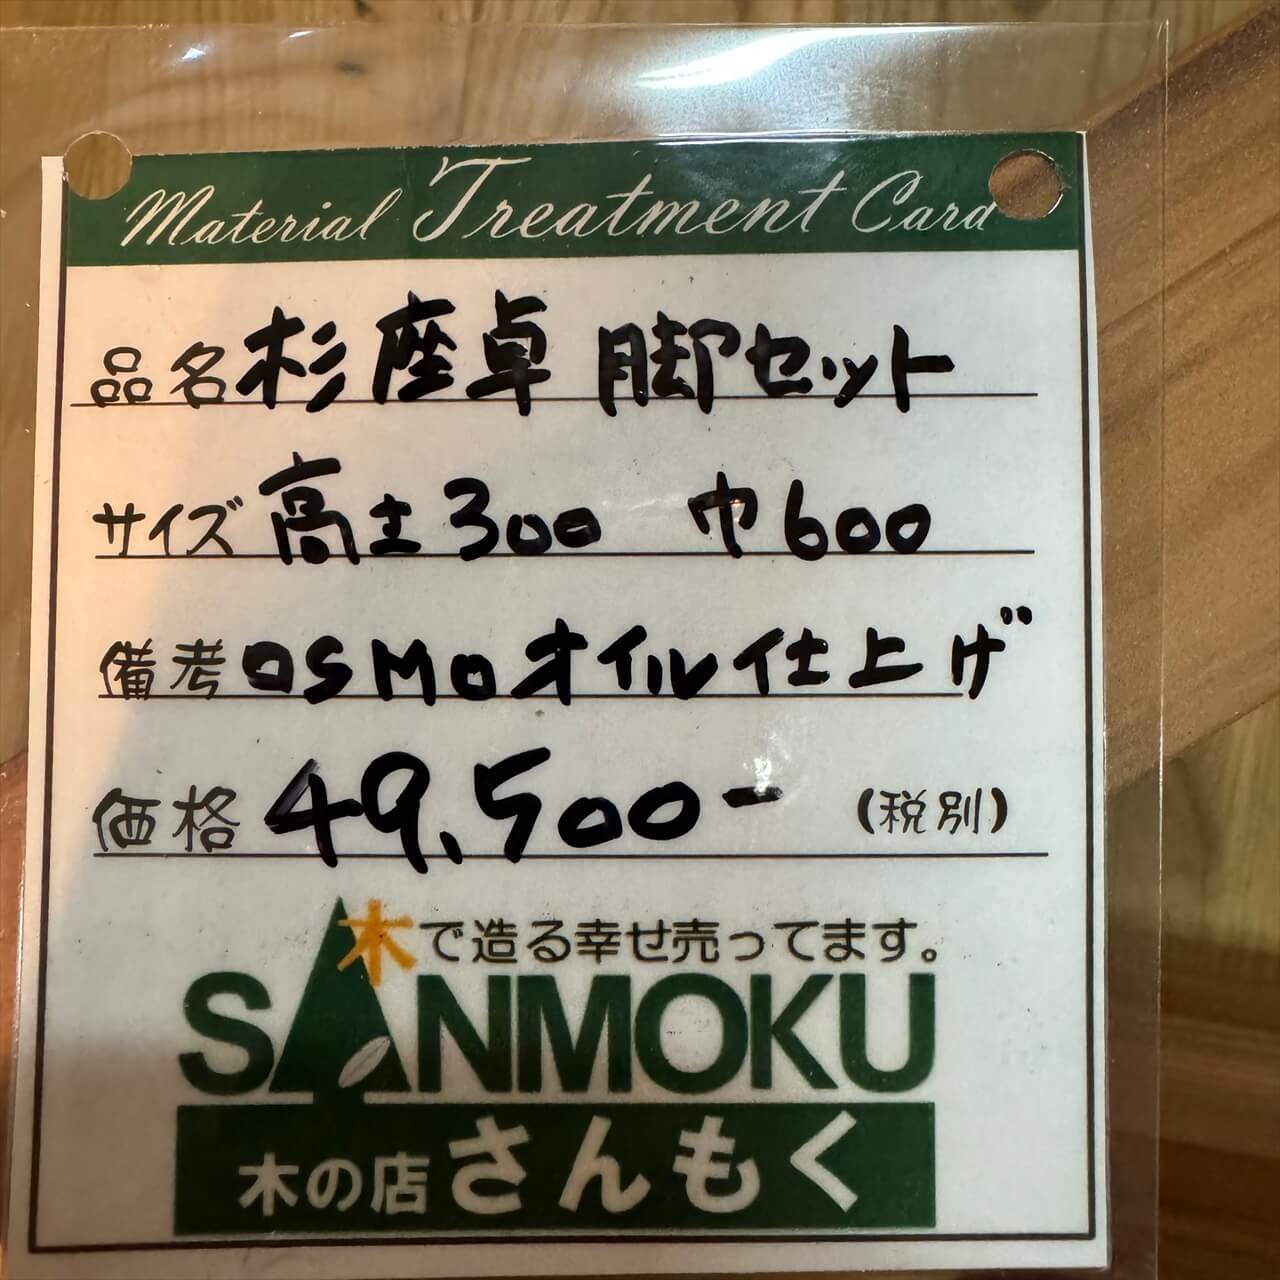 Material Treatment Card
品名 杉座卓 脚セット
サイズ 高士300 巾600
備考 OSMOオイル仕上げ
価格 49,500- (税別)
木で造る幸せ売ってます。
SANMOKU
木の店 さんもく